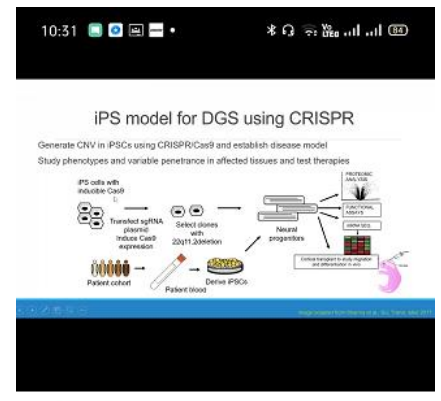 10:31
Vo
LTE
84
iPS model for DGS using CRISPR
Generate CNV in iPSCs using CRISPR/Cas9 and establish disease model
Study phenotypes and variable penetrance in affected tissues and test therapies
iPS cells with
inducible Cas9
Transfect sgRNA
plasmid
Induce Cas9
expression
Select clones
with
22q11.2deletion
Neural
progenitors
PROTEOMIC
ANALYSIS
FUNCTIONAL
ASSAYS
Cortical transplant to study migration
and differentiation in vivo
Patient cohort
Patient blood
Derive iPSCs